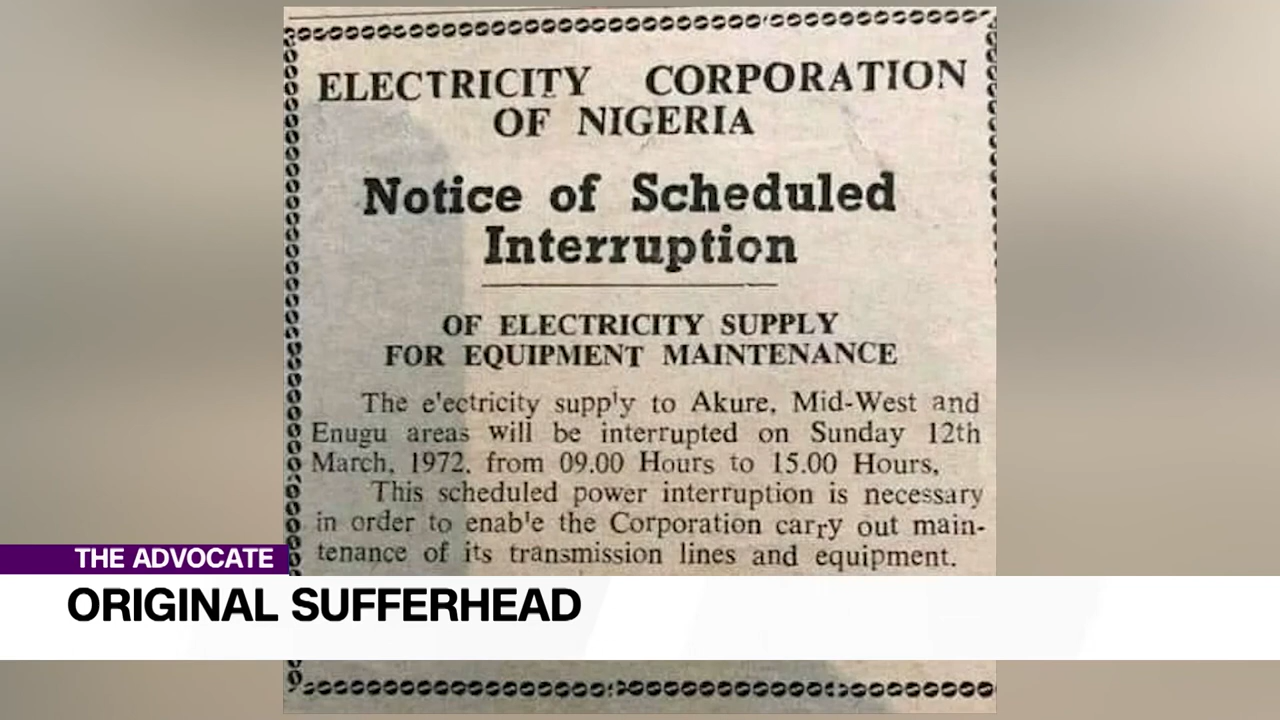 ELECTRICITY CORPORATION
OF NIGERIA
Notice of Scheduled
Interruption
OF ELECTRICITY SUPPLY
FOR EQUIPMENT MAINTENANCE
The e'ectricity supp'y to Akure, Mid-West and
Enugu areas will be interrupted on Sunday 12th
March, 1972, from 09.00 Hours to 15.00 Hours,
This scheduled power interruption is necessary
in order to enab'e the Corporation carry out main-
tenance of its transmission lines and equipment.
THE ADVOCATE
ORIGINAL SUFFERHEAD